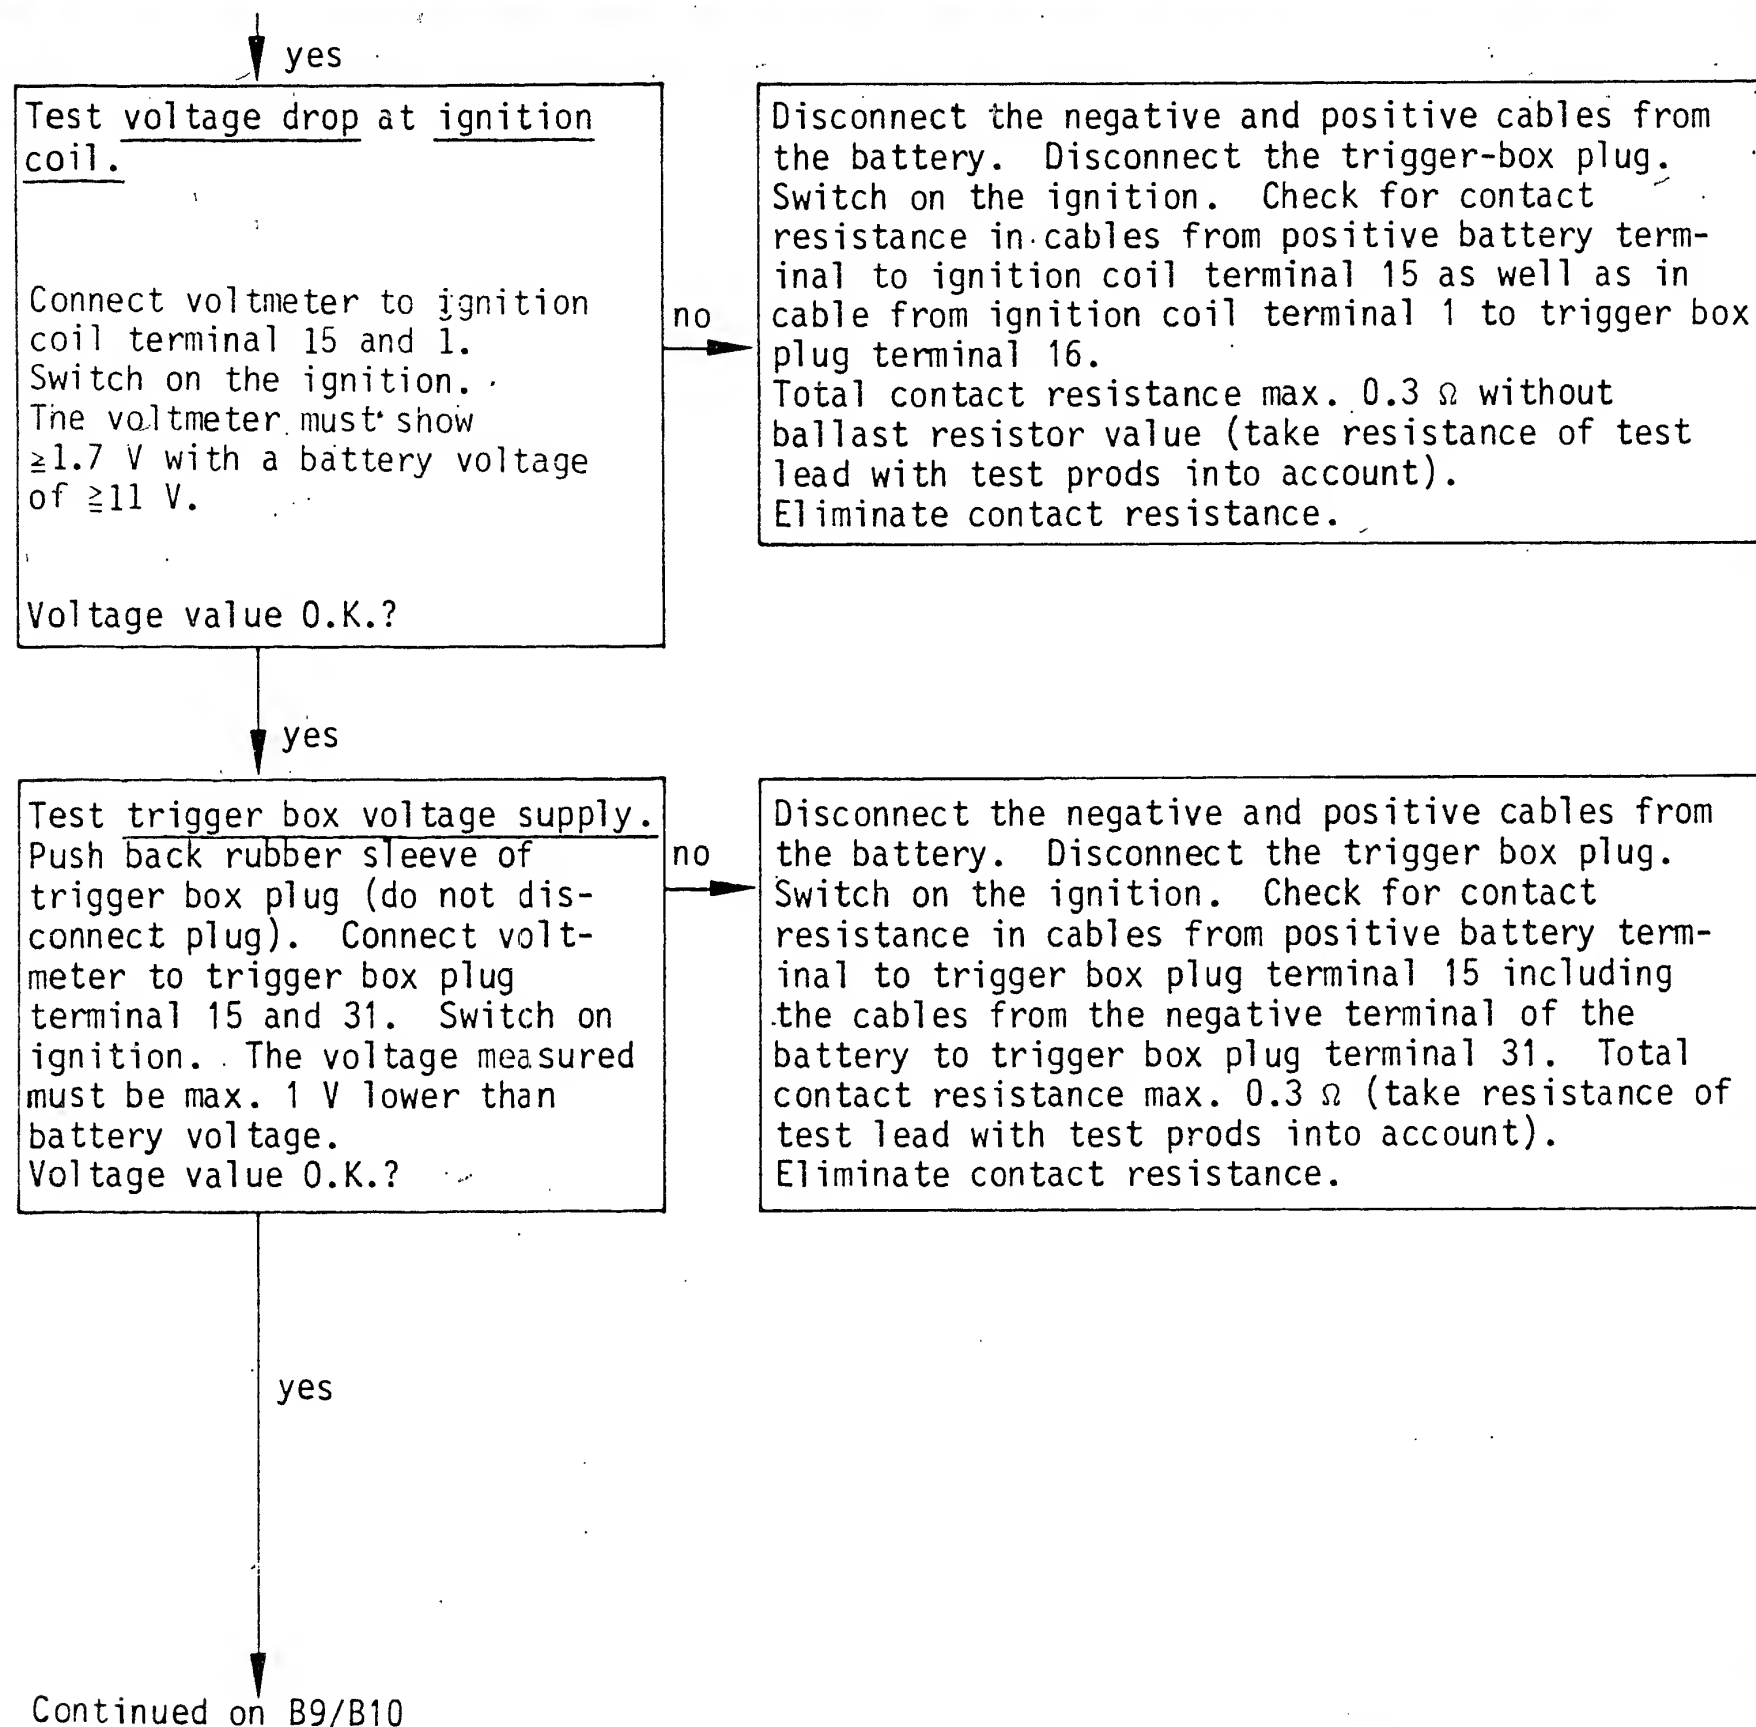 yes
Test voltage drop at ignition
coil.
Connect voltmeter to ignition
coil terminal 15 and 1.
Switch on the ignition.
The voltmeter must show
≧1.7 V with a battery voltage
of ≧11 V.
Voltage value O.K.?
no
Disconnect the negative and positive cables from
the battery. Disconnect the trigger-box plug.
Switch on the ignition. Check for contact
resistance in cables from positive battery term-
inal to ignition coil terminal 15 as well as in
cable from ignition coil terminal 1 to trigger box
plug terminal 16.
Total contact resistance max. 0.3 Ω without
ballast resistor value (take resistance of test
lead with test prods into account).
Eliminate contact resistance.
yes
Test trigger box voltage supply.
Push back rubber sleeve of
trigger box plug (do not dis-
connect plug). Connect volt-
meter to trigger box plug
terminal 15 and 31. Switch on
ignition. The voltage measured
must be max. 1 V lower than
battery voltage.
Voltage value O.K.?
no
Disconnect the negative and positive cables from
the battery. Disconnect the trigger box plug.
Switch on the ignition. Check for contact
resistance in cables from positive battery term-
inal to trigger box plug terminal 15 including
the cables from the negative terminal of the
battery to trigger box plug terminal 31. Total
contact resistance max. 0.3 Ω (take resistance of
test lead with test prods into account).
Eliminate contact resistance.
yes
Continued on B9/B10